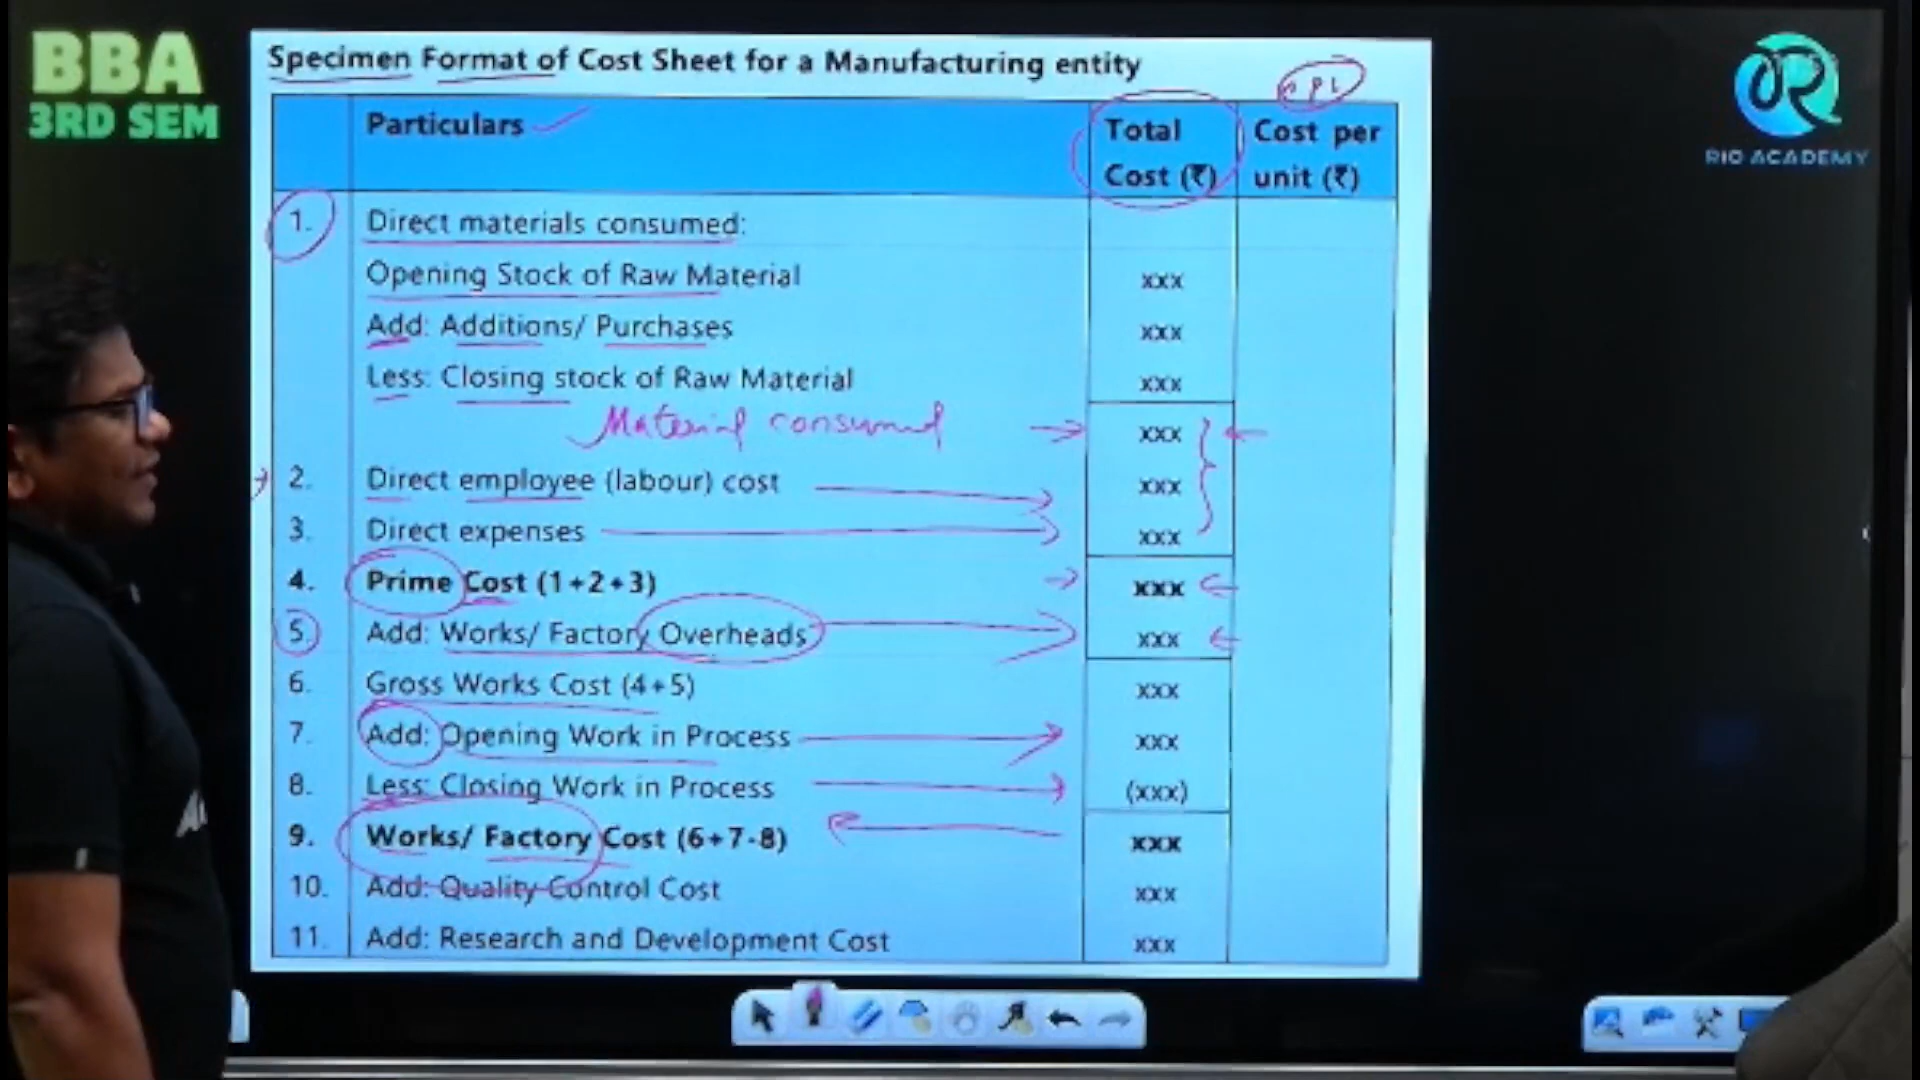 BBA
3RD SEM
Specimen Format of Cost Sheet for a Manufacturing entity
RIO ACADEMY
Particulars Total Cost (₹) Cost per unit (₹)
1. Direct materials consumed:
Opening Stock of Raw Material xxx
Add: Additions/ Purchases xxx
Less: Closing stock of Raw Material xxx
Material consumed xxx
2. Direct employee (labour) cost xxx
3. Direct expenses xxx
4. Prime Cost (1+2+3) xxx
5. Add: Works/ Factory Overheads xxx
6. Gross Works Cost (4+5) xxx
7. Add: Opening Work in Process xxx
8. Less: Closing Work in Process (xxx)
9. Works/ Factory Cost (6+7-8) xxx
10. Add: Quality Control Cost xxx
11. Add: Research and Development Cost xxx